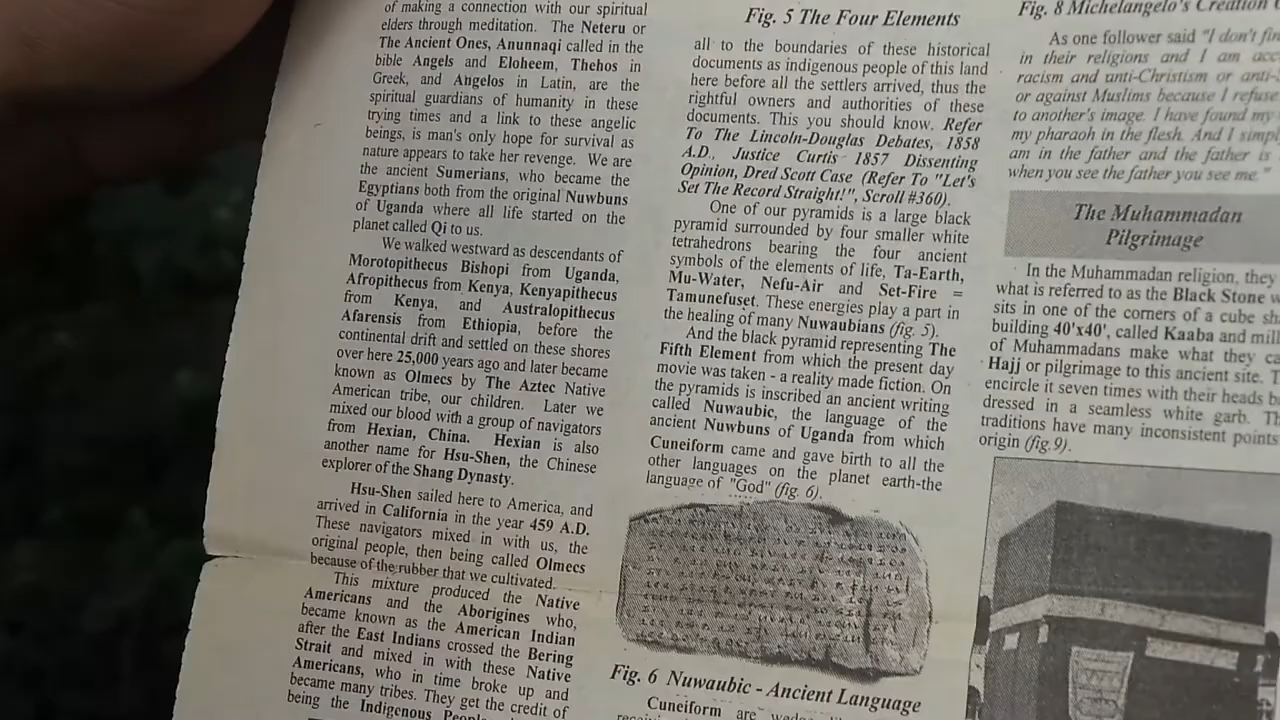 of making a connection with our spiritual
elders through meditation. The Neteru or
The Ancient Ones, Anunnaqi called in the
bible Angels and Eloheem, Thehos in
Greek, and Angelos in Latin, are the
spiritual guardians of humanity in these
trying times and a link to these angelic
beings, is man's only hope for survival as
nature appears to take her revenge. We are
the ancient Sumerians, who became the
Egyptians both from the original Nuwbuns
of Uganda where all life started on the
planet called Qi to us.
We walked westward as descendants of
Morotopithecus Bishopi from Uganda,
Afropithecus from Kenya, Kenyapithecus
from Kenya, and Australopithecus
Afarensis from Ethiopia, before the
continental drift and settled on these shores
over here 25,000 years ago and later became
known as Olmecs by The Aztec Native
American tribe, our children. Later we
mixed our blood with a group of navigators
from Hexian, China. Hexian is also
another name for Hsu-Shen, the Chinese
explorer of the Shang Dynasty.
Hsu-Shen sailed here to America, and
arrived in California in the year 459 A.D.
These navigators mixed in with us, the
original people, then being called Olmecs
because of the rubber that we cultivated.
This mixture produced the Native
Americans and the Aborigines who,
became known as the American Indian
after the East Indians crossed the Bering
Strait and mixed in with these Native
Americans, who in time broke up and
became many tribes. They get the credit of
being the Indigenous
Fig. 5 The Four Elements
all to the boundaries of these historical
documents as indigenous people of this land
here before all the settlers arrived, thus the
rightful owners and authorities of these
documents. This you should know. Refer
To The Lincoln-Douglas Debates, 1858
A.D., Justice Curtis 1857 Dissenting
Opinion, Dred Scott Case (Refer To "Let's
Set The Record Straight!", Scroll #360).
One of our pyramids is a large black
pyramid surrounded by four smaller white
tetrahedrons bearing the four ancient
symbols of the elements of life, Ta-Earth,
Mu-Water, Nefu-Air and Set-Fire =
Tamunefuset. These energies play a part in
the healing of many Nuwaubians (fig. 5).
And the black pyramid representing The
Fifth Element from which the present day
movie was taken - a reality made fiction. On
the pyramids is inscribed an ancient writing
called Nuwaubic, the language of the
ancient Nuwbuns of Uganda from which
Cuneiform came and gave birth to all the
other languages on the planet earth-the
language of "God" (fig. 6).
Fig. 6 Nuwaubic - Ancient Language
Cuneiform are
Fig. 8 Michelangelo's Creation
As one follower said "I don't
in their religions and I am
racism and anti-Christism or
or against Muslims because I refuse
to another's image. I have found my
my pharaoh in the flesh. And I
am in the father and the father is
when you see the father you see me."
The Muhammadan
Pilgrimage
In the Muhammadan religion, they
what is referred to as the Black Stone
sits in one of the corners of a cube
building 40'x40', called Kaaba and
of Muhammadans make what they
Hajj or pilgrimage to this ancient site.
encircle it seven times with their heads
dressed in a seamless white garb.
traditions have many inconsistent points
origin (fig.9).